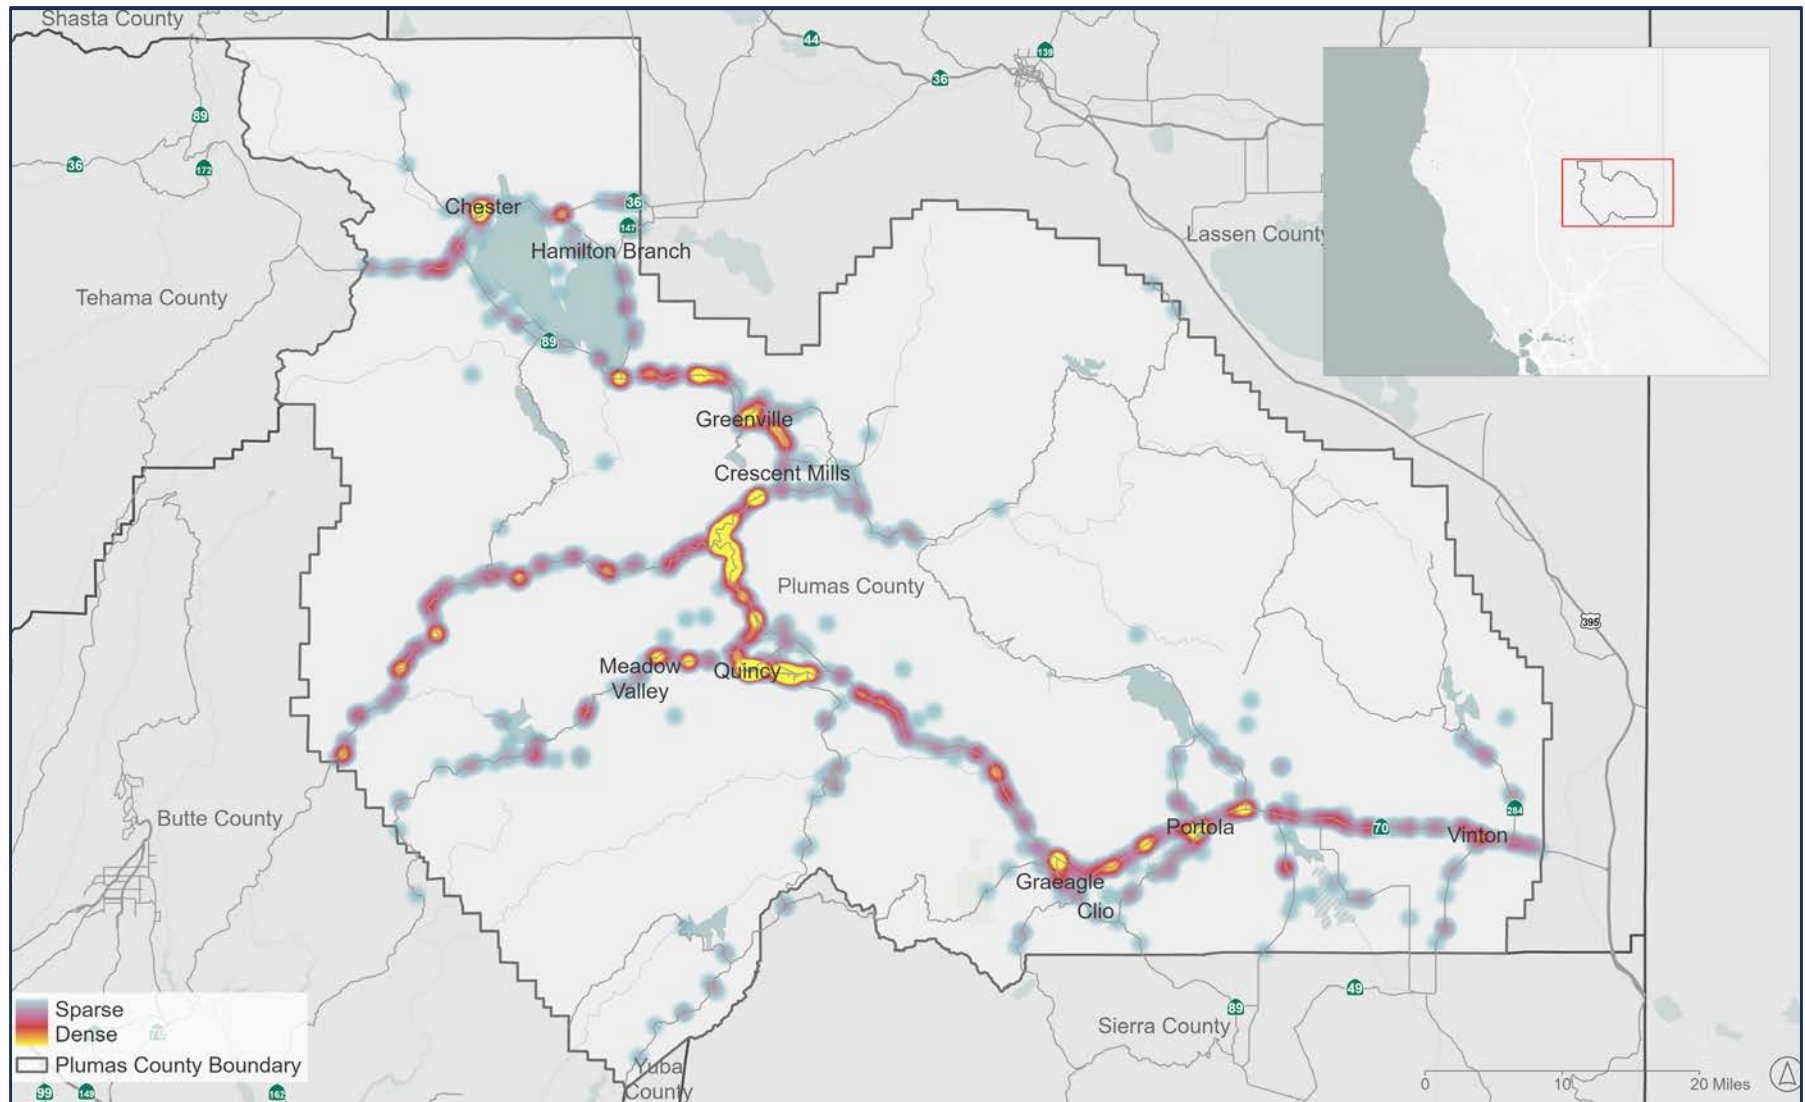 Shasta County
44
139
36
89
36
172
Chester
36
147
Lassen County
Hamilton Branch
Tehama County
89
Greenville
Crescent Mills
Plumas County
395
Meadow
Valley
Quincy
284
Butte County
Portola
70
Vinton
Graeagle
Clio
49
89
Sierra County
Sparse
Dense
70
Plumas County Boundary
Yuba
County
99
149
162
0
10
20 Miles